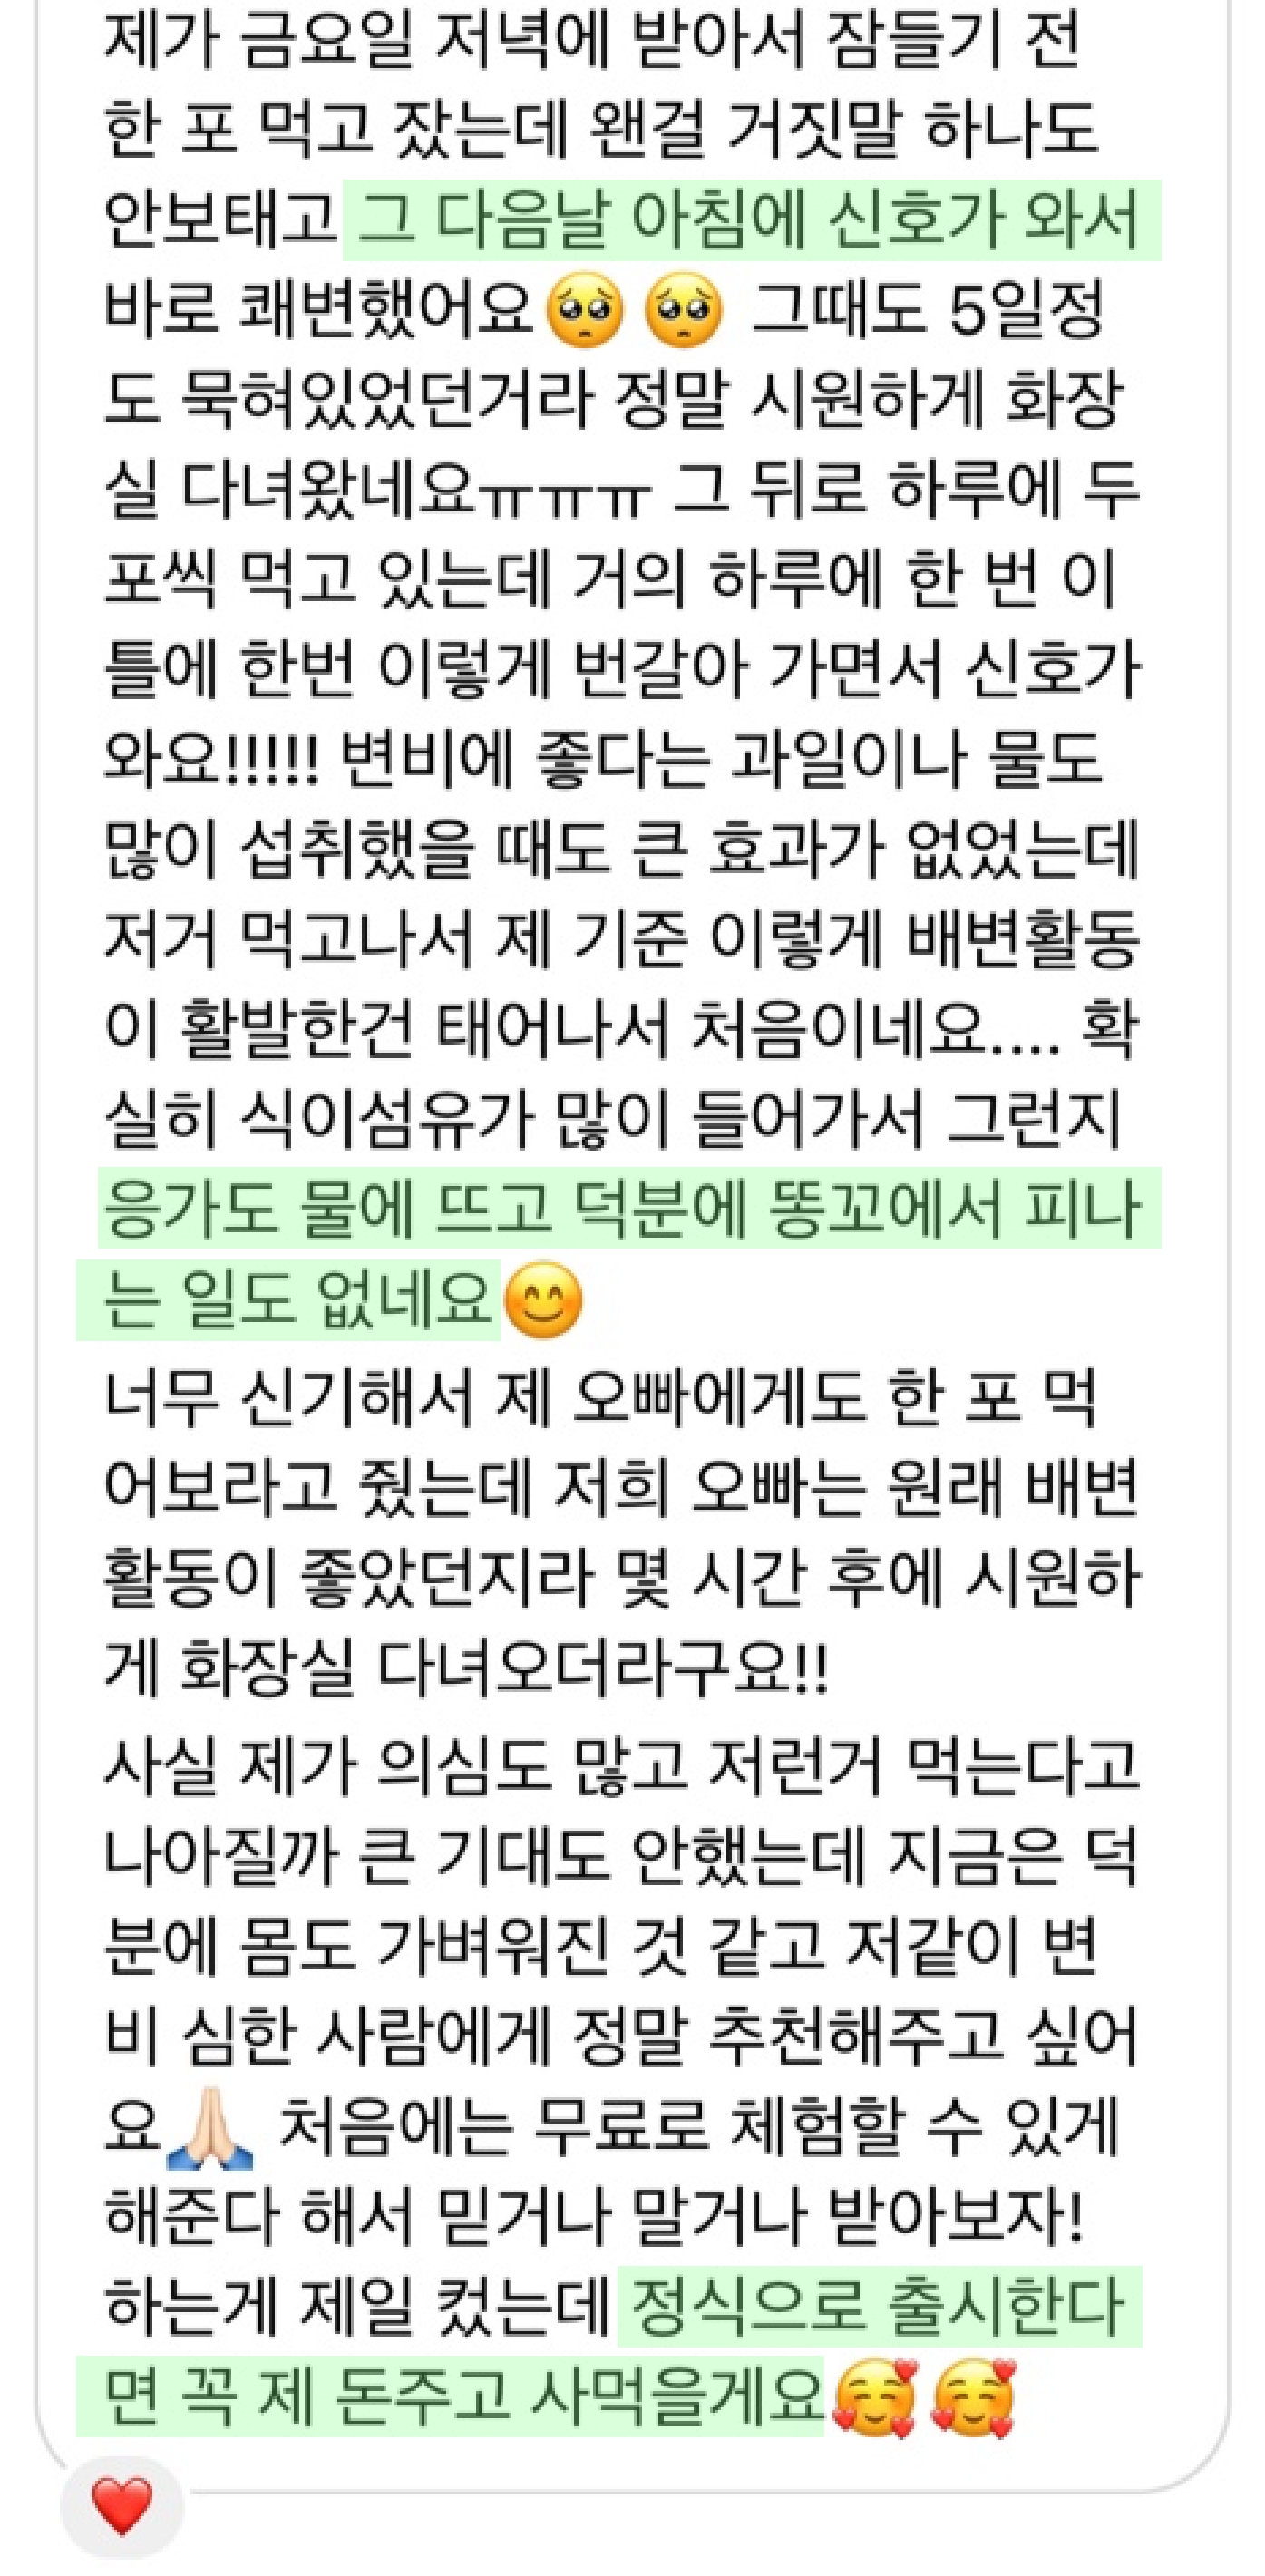 제가 금요일 저녁에 받아서 잠들기 전
한 포 먹고 잤는데 왠걸 거짓말 하나도
안보태고 그 다음날 아침에 신호가 와서
바로 쾌변했어요🥺🥺 그때도 5일정
도 묵혀있었던거라 정말 시원하게 화장
실 다녀왔네요ㅠㅠㅠ 그 뒤로 하루에 두
포씩 먹고 있는데 거의 하루에 한 번 이
틀에 한번 이렇게 번갈아 가면서 신호가
와요!!!!! 변비에 좋다는 과일이나 물도
많이 섭취했을 때도 큰 효과가 없었는데
저거 먹고나서 제 기준 이렇게 배변활동
이 활발한건 태어나서 처음이네요.... 확
실히 식이섬유가 많이 들어가서 그런지
응가도 물에 뜨고 덕분에 똥꼬에서 피나
는 일도 없네요😊
너무 신기해서 제 오빠에게도 한 포 먹
어보라고 줬는데 저희 오빠는 원래 배변
활동이 좋았던지라 몇 시간 후에 시원하
게 화장실 다녀오더라구요!!
사실 제가 의심도 많고 저런거 먹는다고
나아질까 큰 기대도 안했는데 지금은 덕
분에 몸도 가벼워진 것 같고 저같이 변
비 심한 사람에게 정말 추천해주고 싶어
요🙏🏻 처음에는 무료로 체험할 수 있게
해준다 해서 믿거나 말거나 받아보자!
하는게 제일 컸는데 정식으로 출시한다
면 꼭 제 돈주고 사먹을게요🥰🥰
❤️